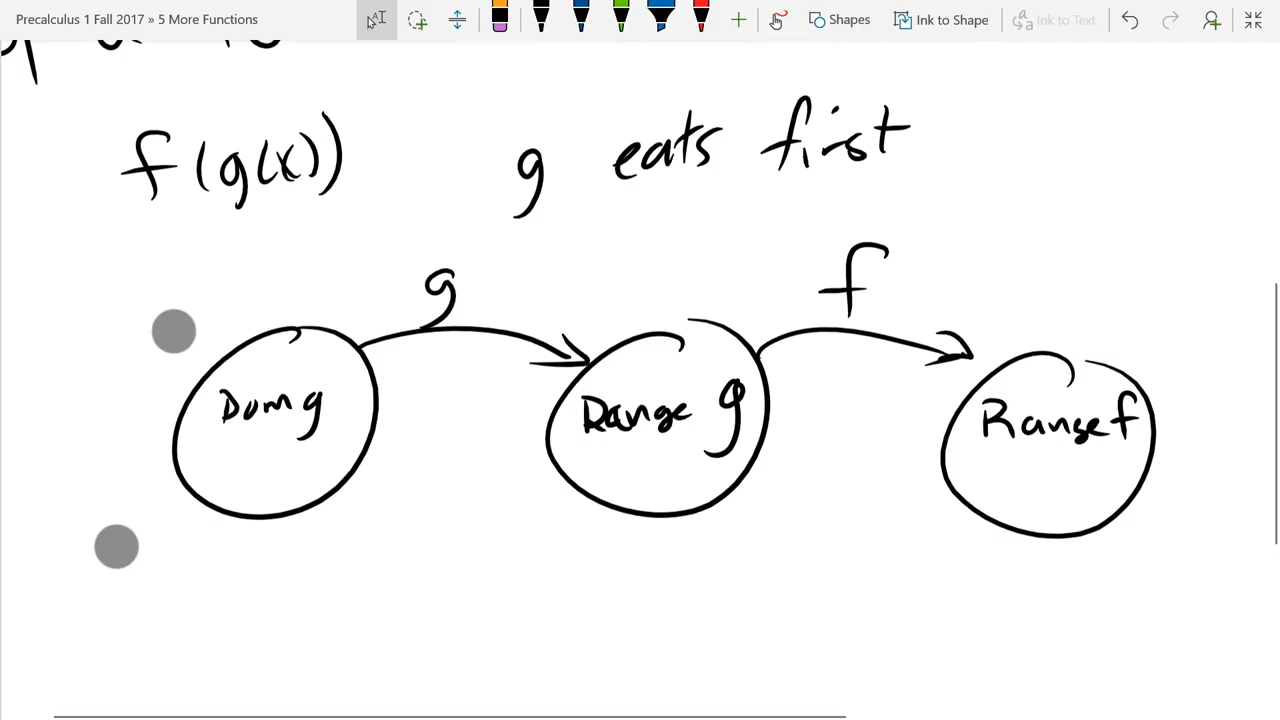 Precalculus 1 Fall 2017 » 5 More Functions
Shapes Ink to Shape Ink to Text
f(g(x)) g eats first
g f
Dom g Range g Range f